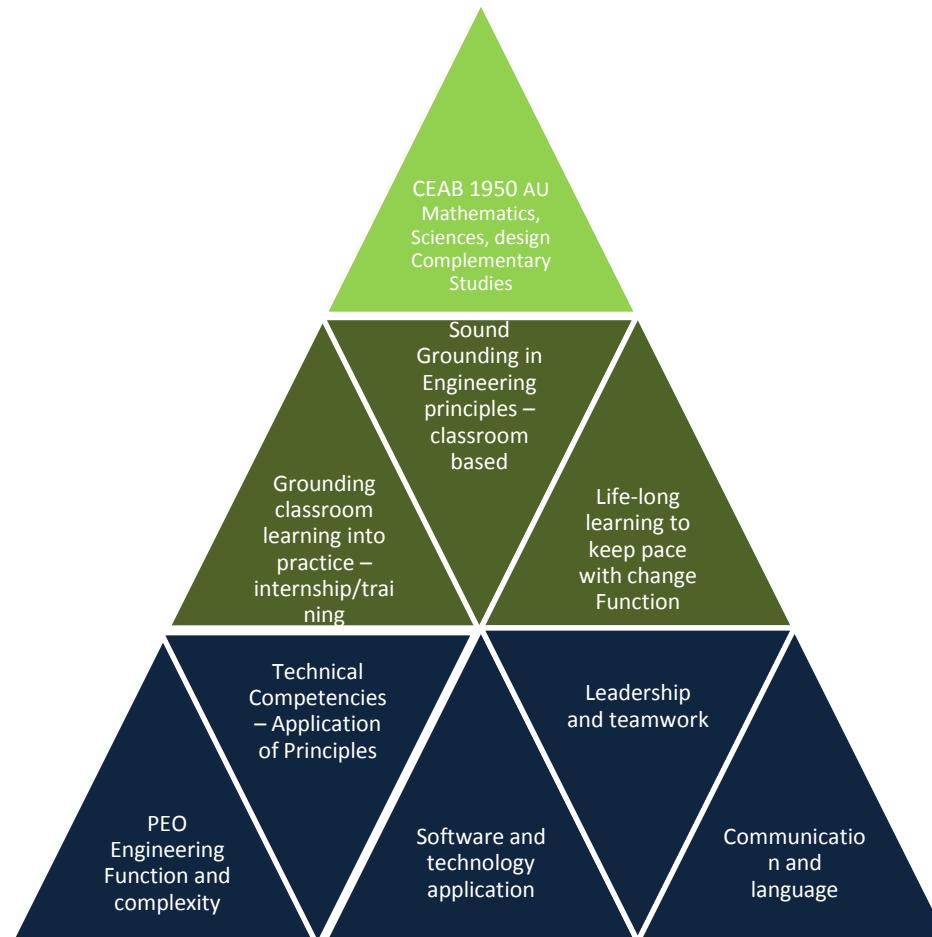 CEAB 1950 AU
Mathematics,
Sciences, design
Complementary
Studies
Sound
Grounding in
Engineering
principles –
classroom
based
Grounding
classroom
learning into
practice –
internship/trai
ning
Life-long
learning to
keep pace
with change
Function
Technical
Competencies
– Application
of Principles
Leadership
and teamwork
PEO
Engineering
Function and
complexity
Software and
technology
application
Communicatio
n and
language